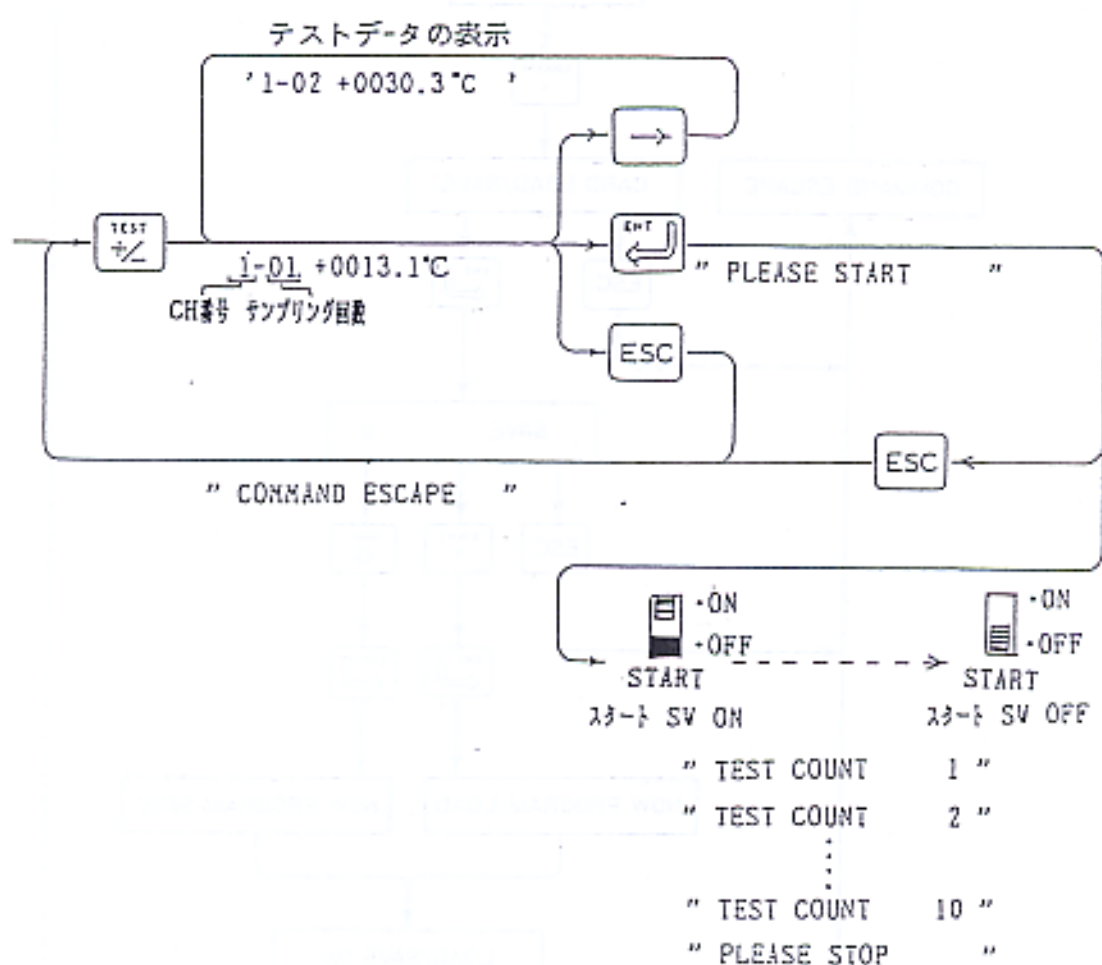 テストデータの表示
'1-02 +0030.3℃ '
→
TEST
+/-
ENT
1-01 +0013.1℃
" PLEASE START "
CH番号 サンプリング回数
ESC
ESC
" COMMAND ESCAPE "
・ON ・ON
・OFF ・OFF
START START
スタート SW ON スタート SW OFF
" TEST COUNT 1 "
" TEST COUNT 2 "
" TEST COUNT 10 "
" PLEASE STOP "